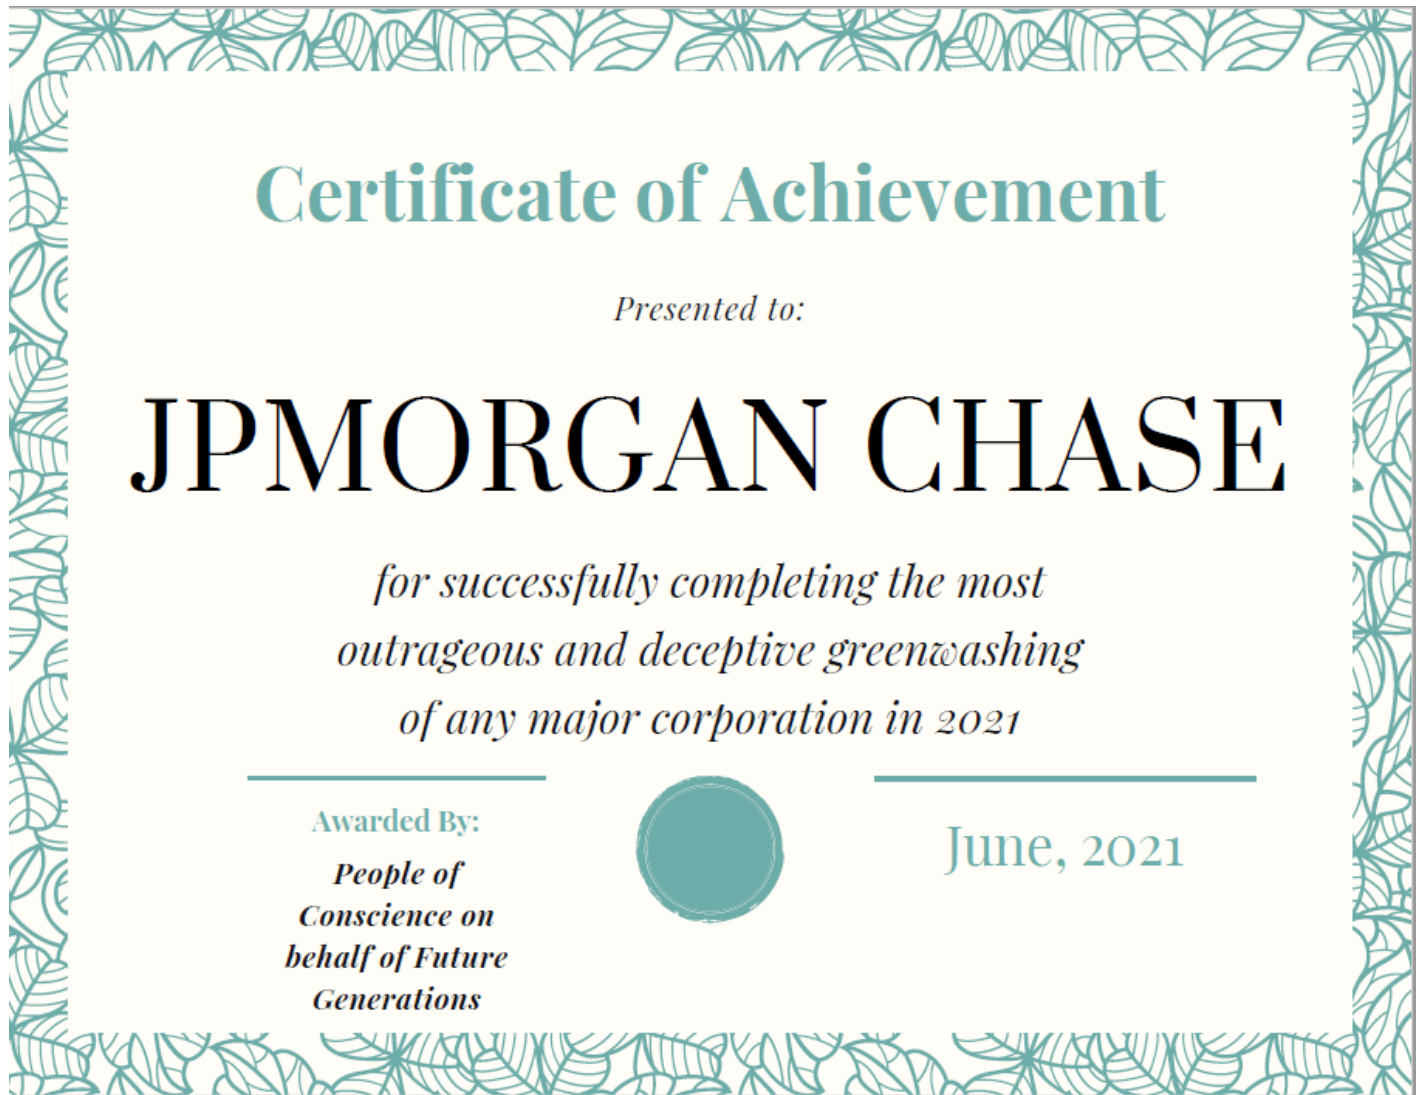 Certificate of Achievement
Presented to:
JPMORGAN CHASE
for successfully completing the most
outrageous and deceptive greenwashing
of any major corporation in 2021
Awarded By:
People of
Conscience on
behalf of Future
Generations
June, 2021